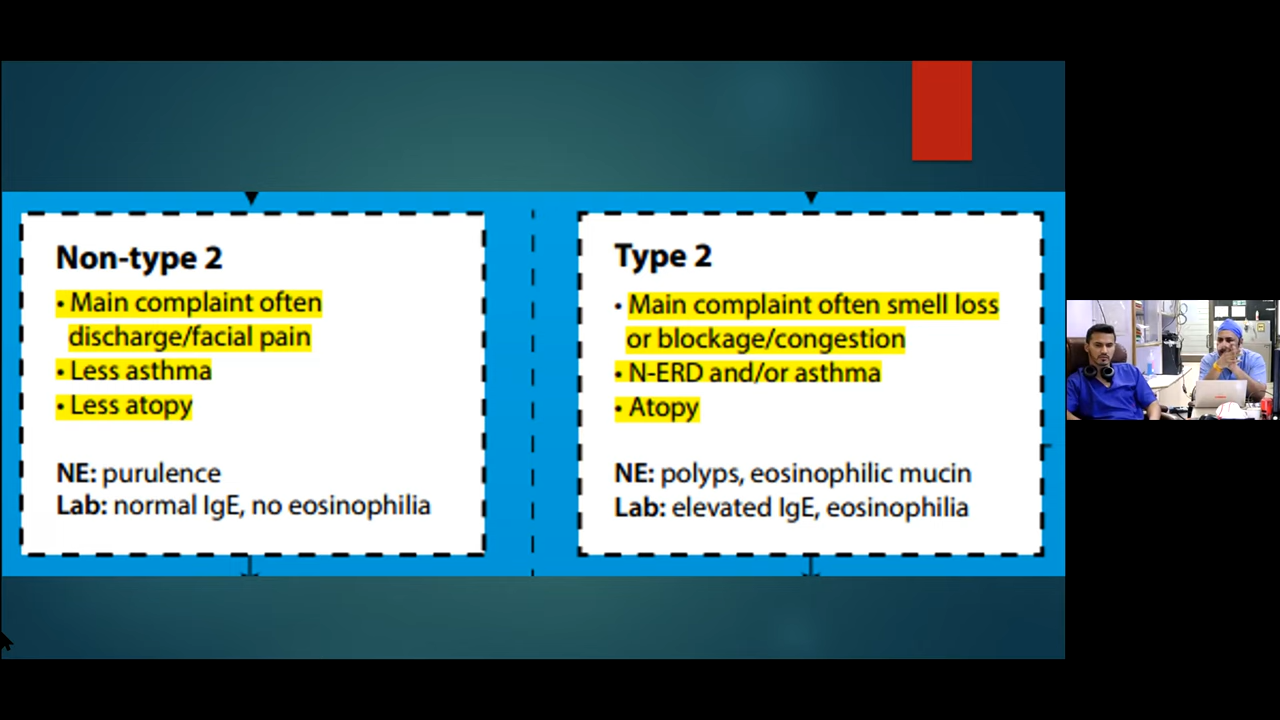 Non-type 2
• Main complaint often
discharge/facial pain
• Less asthma
• Less atopy
NE: purulence
Lab: normal IgE, no eosinophilia
Type 2
• Main complaint often smell loss
or blockage/congestion
• N-ERD and/or asthma
• Atopy
NE: polyps, eosinophilic mucin
Lab: elevated IgE, eosinophilia